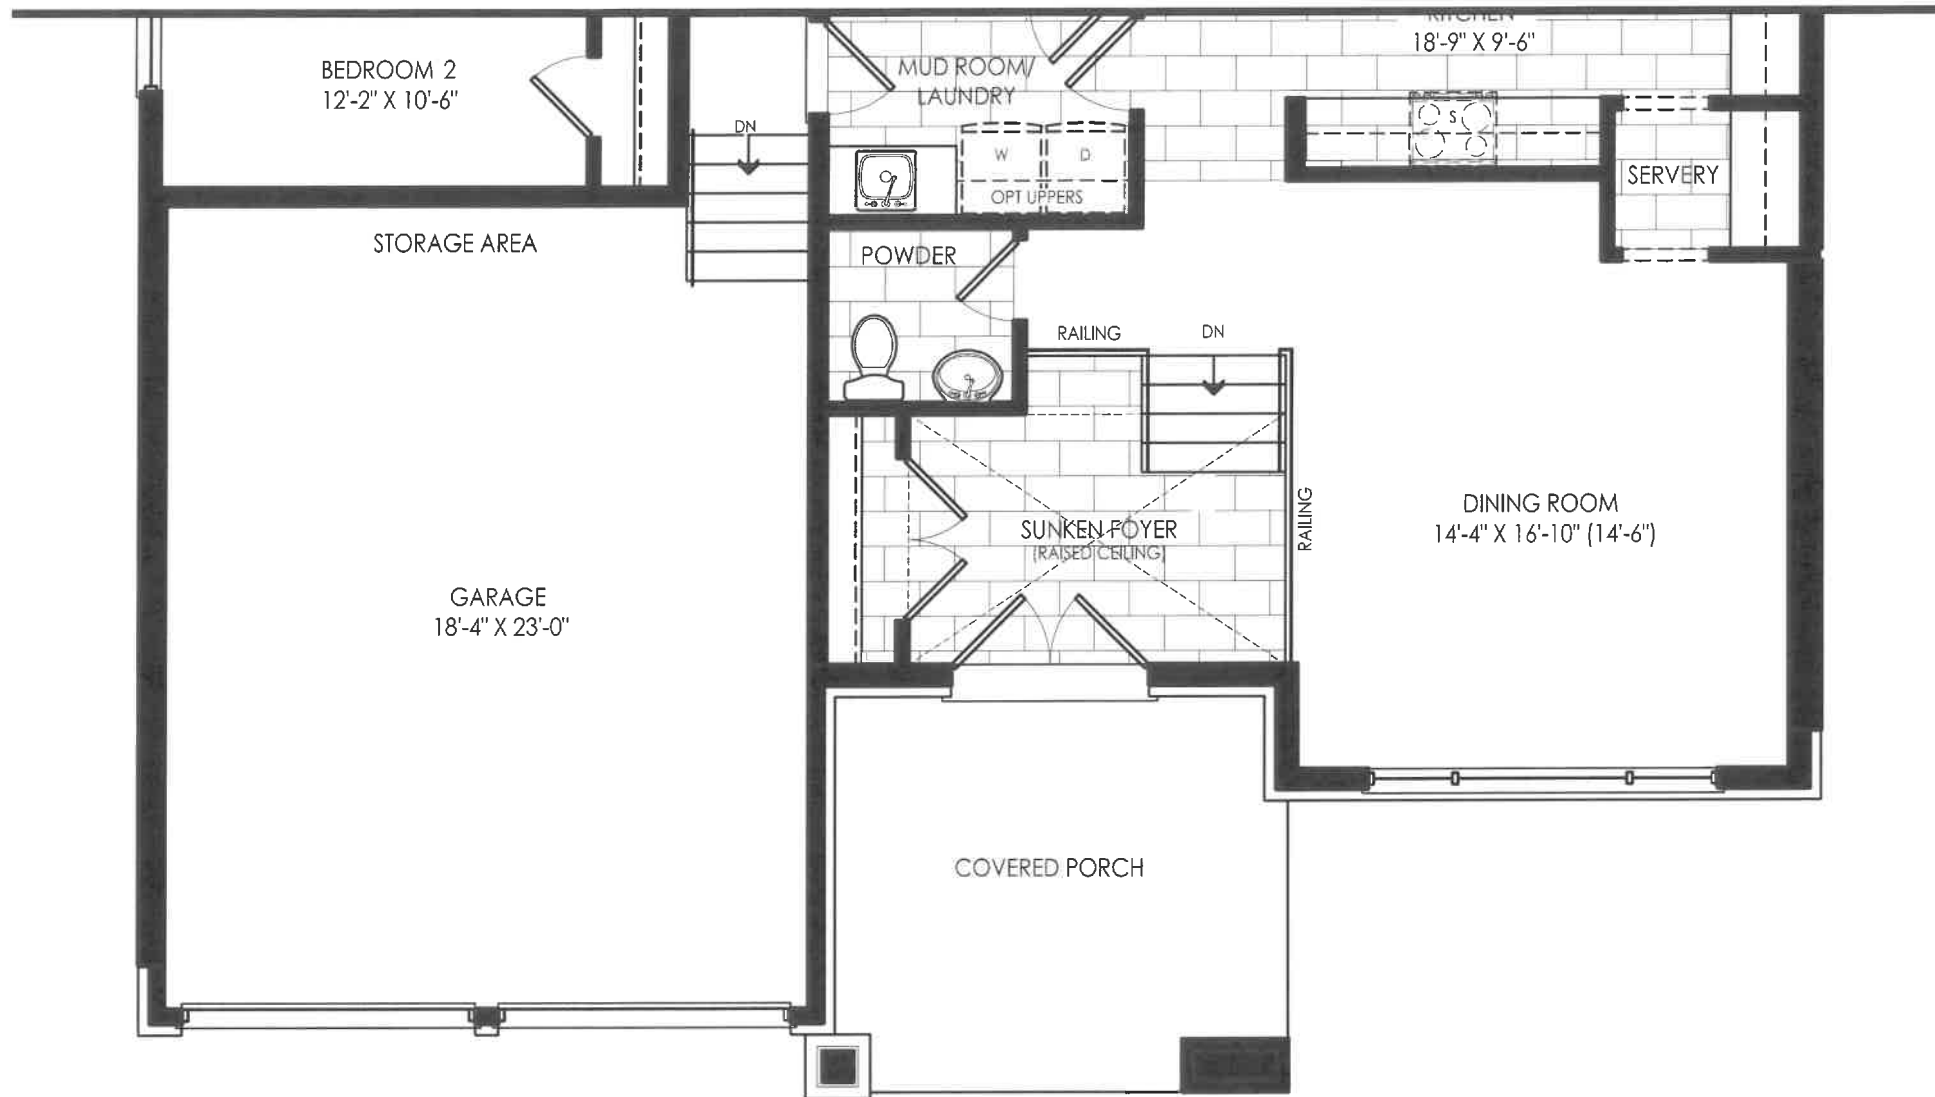 KITCHEN
18'-9" X 9'-6"
BEDROOM 2
12'-2" X 10'-6"
MUD ROOM/
LAUNDRY
DN
S
W
D
OPT UPPERS
SERVERY
STORAGE AREA
POWDER
RAILING
DN
RAILING
SUNKEN FOYER
(RAISED CEILING)
DINING ROOM
14'-4" X 16'-10" (14'-6")
GARAGE
18'-4" X 23'-0"
COVERED PORCH